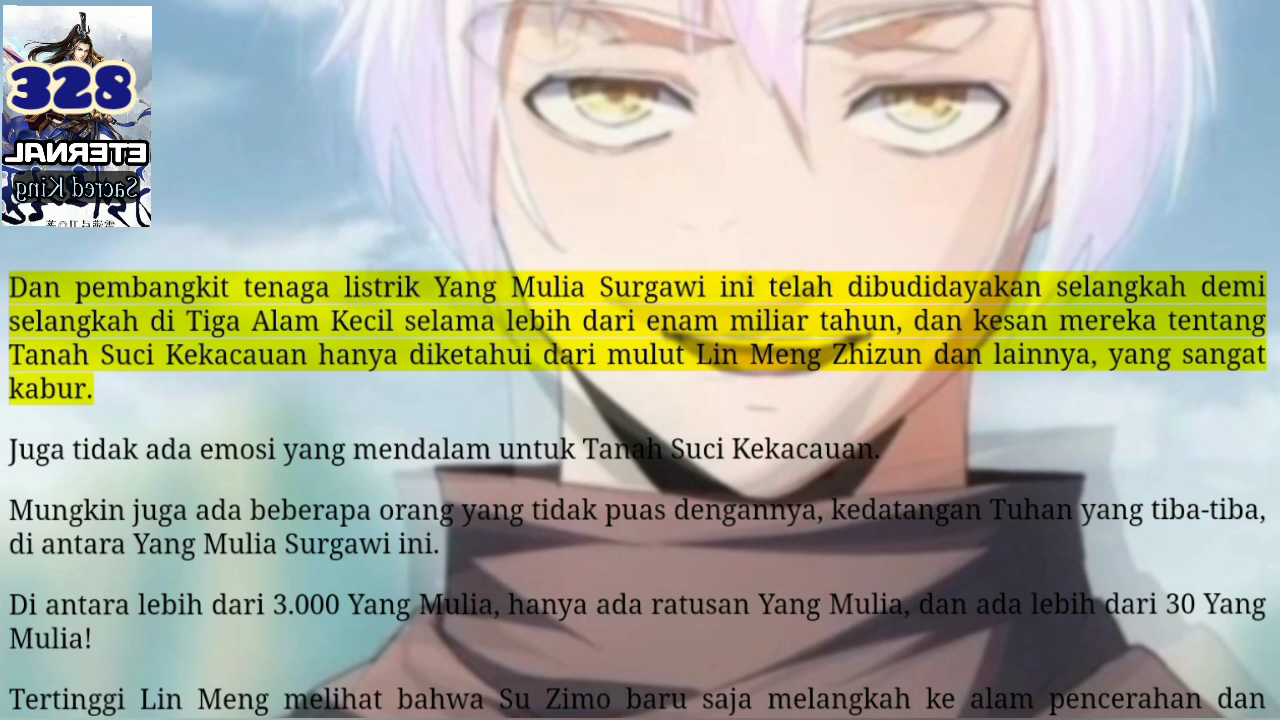 328
ETERNAL
Sacred King
Dan pembangkit tenaga listrik Yang Mulia Surgawi ini telah dibudidayakan selangkah demi
selangkah di Tiga Alam Kecil selama lebih dari enam miliar tahun, dan kesan mereka tentang
Tanah Suci Kekacauan hanya diketahui dari mulut Lin Meng Zhizun dan lainnya, yang sangat
kabur.
Juga tidak ada emosi yang mendalam untuk Tanah Suci Kekacauan.
Mungkin juga ada beberapa orang yang tidak puas dengannya, kedatangan Tuhan yang tiba-tiba,
di antara Yang Mulia Surgawi ini.
Di antara lebih dari 3.000 Yang Mulia, hanya ada ratusan Yang Mulia, dan ada lebih dari 30 Yang
Mulia!
Tertinggi Lin Meng melihat bahwa Su Zimo baru saja melangkah ke alam pencerahan dan